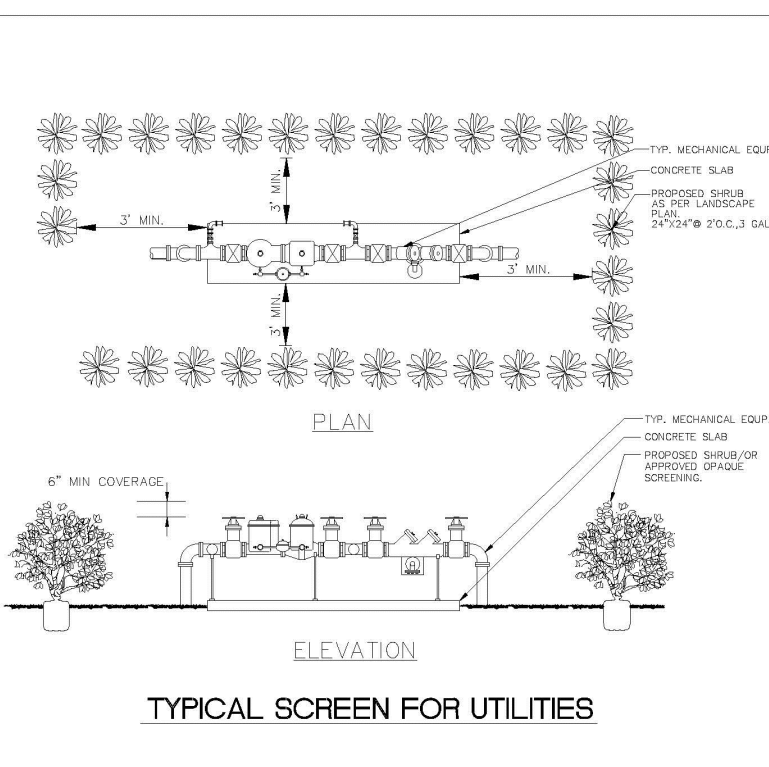 TYP. MECHANICAL EQUP
CONCRETE SLAB
PROPOSED SHRUB
AS PER LANDSCAPE
PLAN.
24"X24"@ 2'O.C.,3 GAL
3' MIN.
3' MIN.
3' MIN.
3' MIN.
PLAN
TYP. MECHANICAL EQUP.
CONCRETE SLAB
PROPOSED SHRUB/OR
APPROVED OPAQUE
SCREENING.
6" MIN COVERAGE
ELEVATION
TYPICAL SCREEN FOR UTILITIES